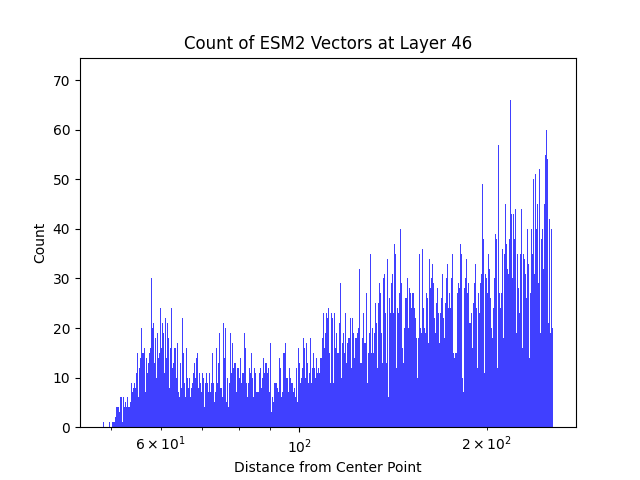 Count of ESM2 Vectors at Layer 46
70
60
50
40
30
20
10
0
Count
6 × 10¹
10²
2 × 10²
Distance from Center Point